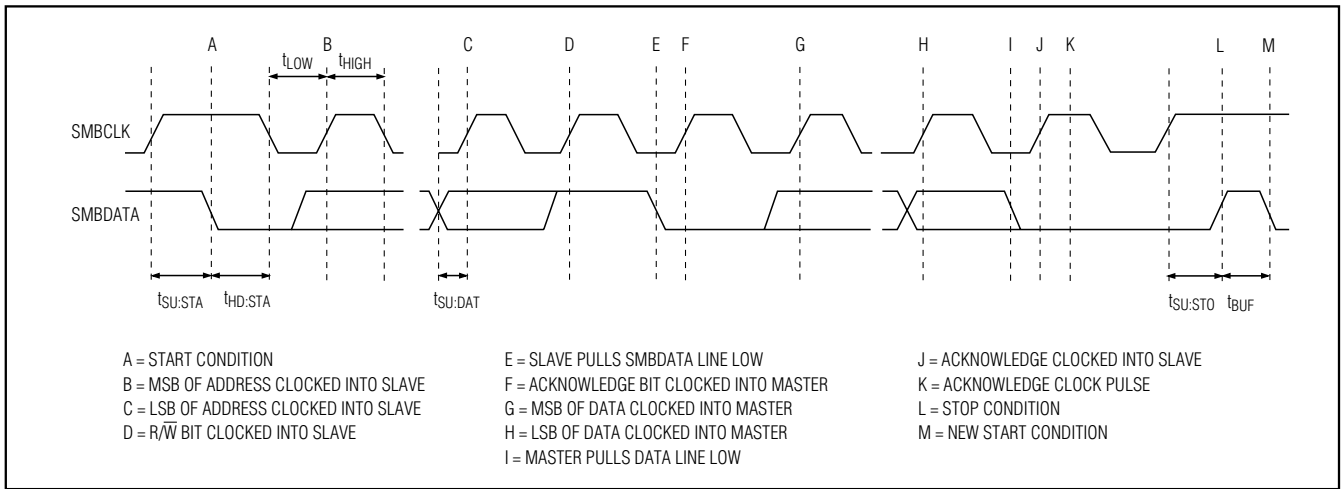 A B C D E F G H I J K L M
tLOW tHIGH
SMBCLK
SMBDATA
tSU:STA tHD:STA tSU:DAT tSU:STO tBUF
A = START CONDITION
B = MSB OF ADDRESS CLOCKED INTO SLAVE
C = LSB OF ADDRESS CLOCKED INTO SLAVE
D = R/W̅ BIT CLOCKED INTO SLAVE
E = SLAVE PULLS SMBDATA LINE LOW
F = ACKNOWLEDGE BIT CLOCKED INTO MASTER
G = MSB OF DATA CLOCKED INTO MASTER
H = LSB OF DATA CLOCKED INTO MASTER
I = MASTER PULLS DATA LINE LOW
J = ACKNOWLEDGE CLOCKED INTO SLAVE
K = ACKNOWLEDGE CLOCK PULSE
L = STOP CONDITION
M = NEW START CONDITION